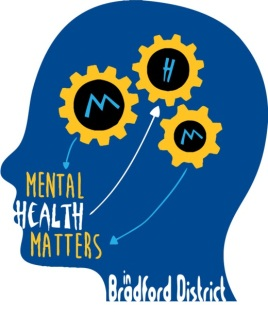 M
H
M
MENTAL
HEALTH
MATTERS
in
Bradford District